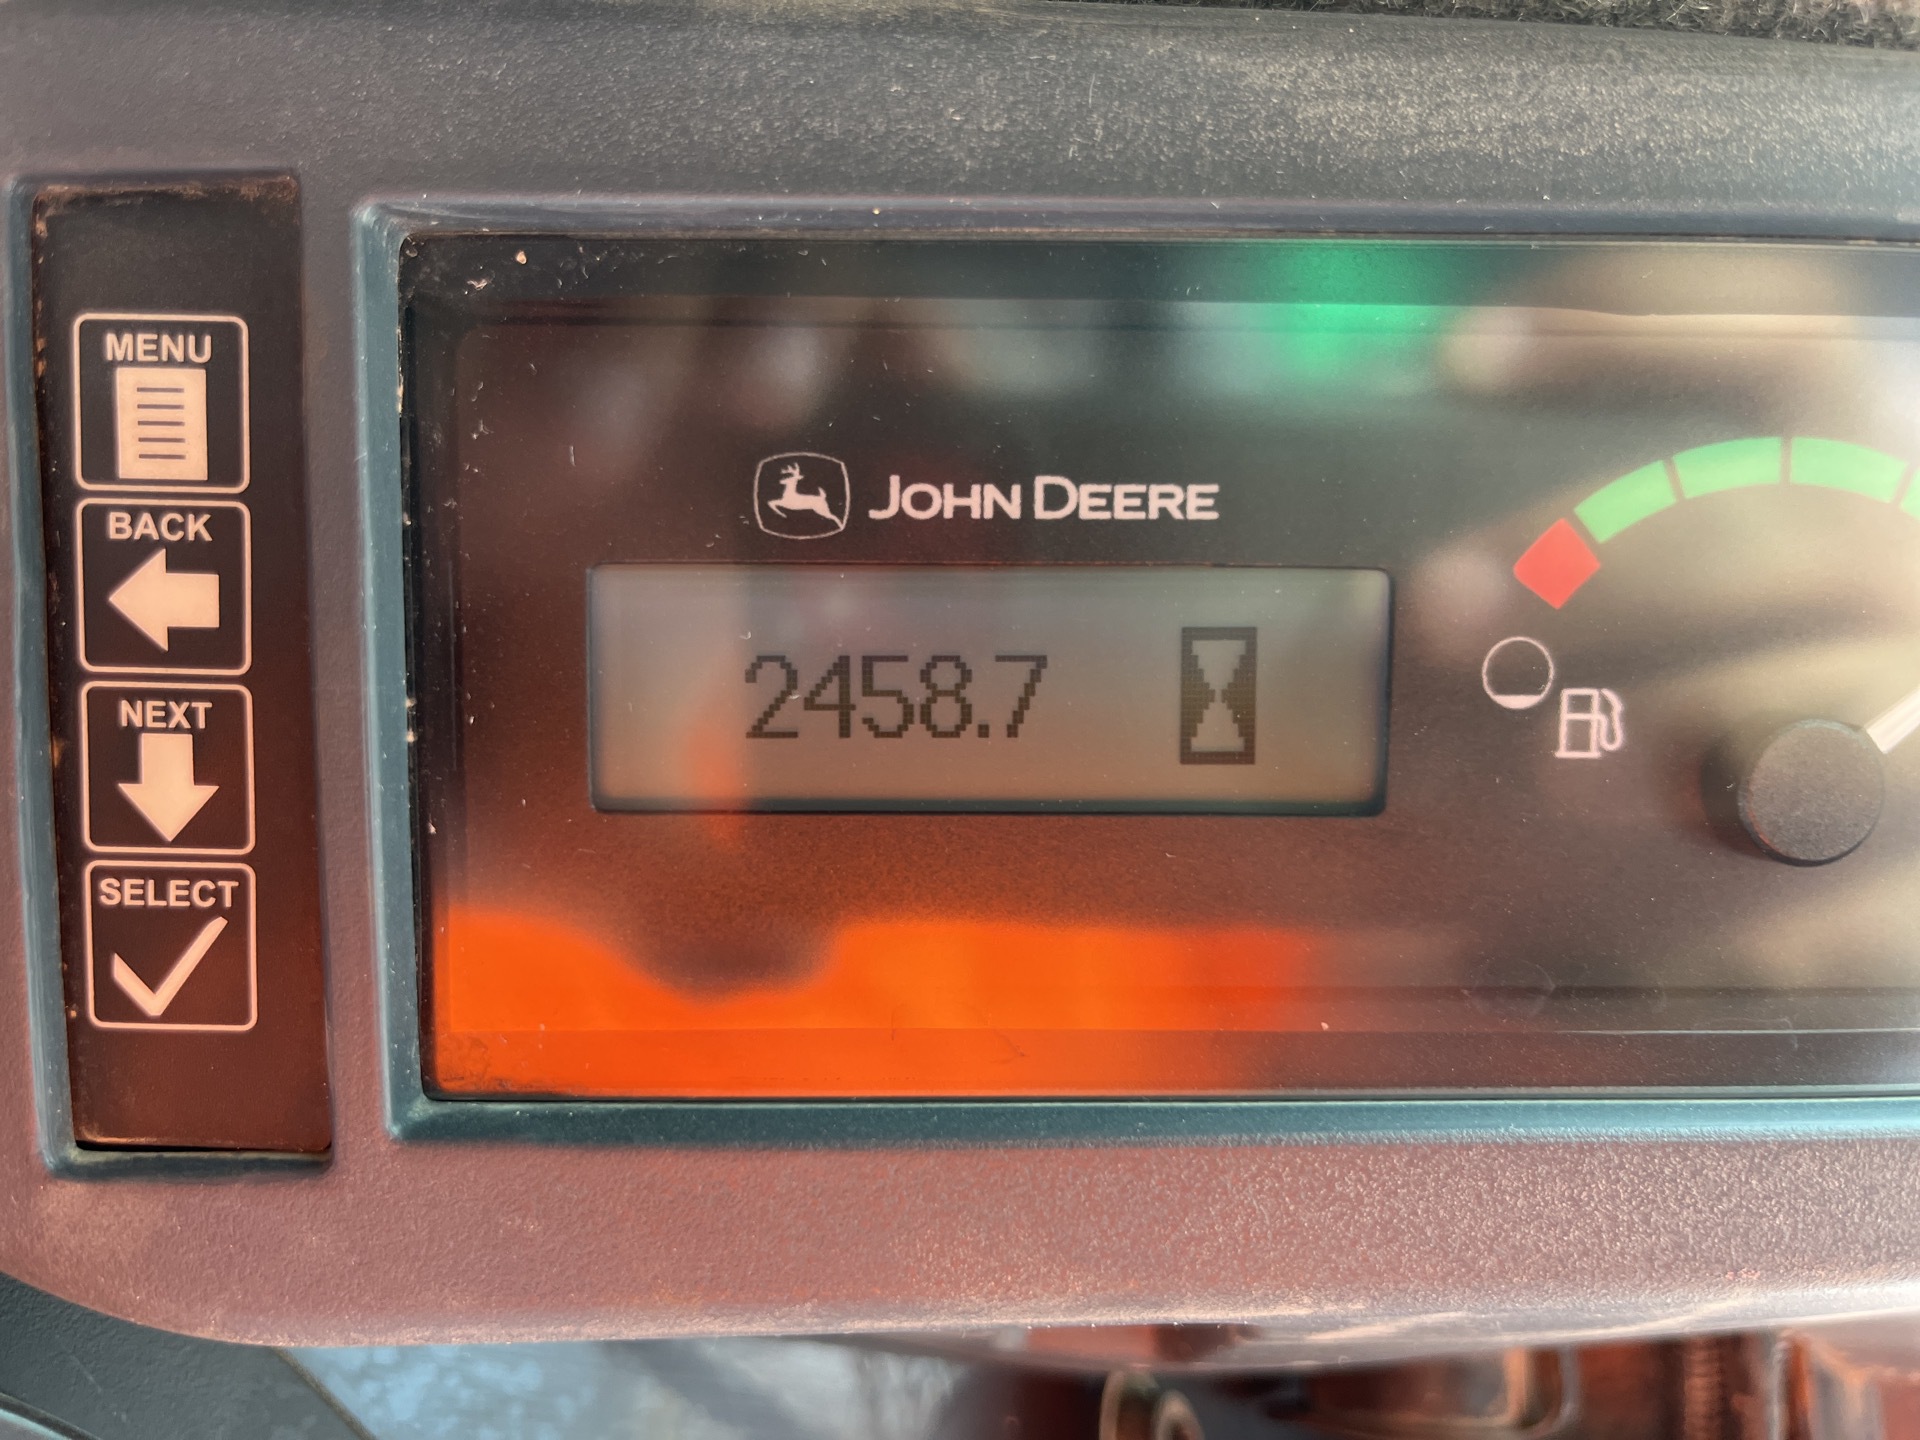 MENU
BACK
NEXT
SELECT
JOHN DEERE
2458.7